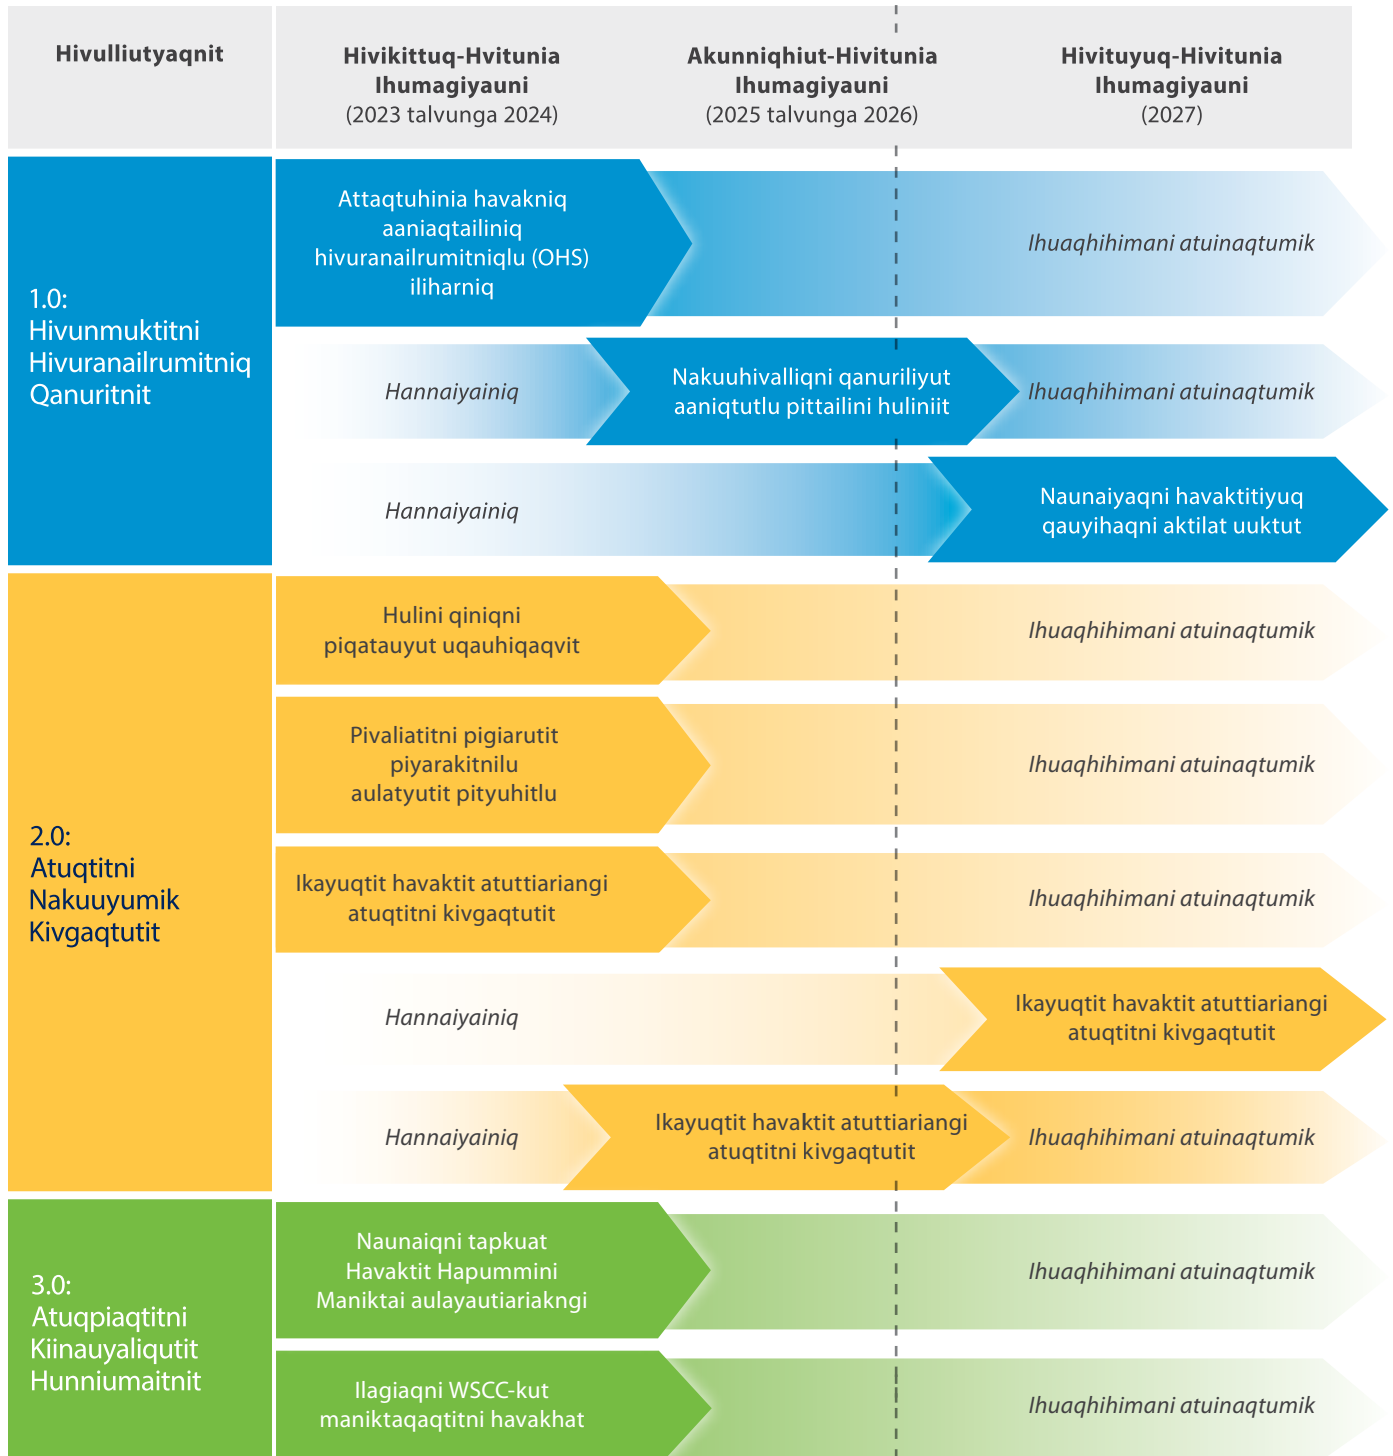 Hivulliutyaqnit
Hivikittuq-Hvitunia
Ihumagiyauni
(2023 talvunga 2024)
Akunniqhiut-Hivitunia
Ihumagiyauni
(2025 talvunga 2026)
Hivituyuq-Hivitunia
Ihumagiyauni
(2027)
1.0:
Hivunmuktitni
Hivuranailrumitniq
Qanuritnit
Attaqtuhinia havakniq
aaniaqtailiniq
hivuranailrumitniqlu (OHS)
iliharniq
Ihuaqhihimani atuinaqtumik
Hannaiyainiq
Nakuuhivalliqni qanuriliyut
aaniqtutlu pittailini huliniit
Ihuaqhihimani atuinaqtumik
Hannaiyainiq
Naunaiyaqni havaktitiyuq
qauyihaqni aktilat uuktut
2.0:
Atuqtitni
Nakuuyumik
Kivgaqtutit
Hulini qiniqni
piqatauyut uqauhiqaqvit
Ihuaqhihimani atuinaqtumik
Pivaliatitni pigiarutit
piyarakitnilu
aulatyutit pityuhitlu
Ihuaqhihimani atuinaqtumik
Ikayuqtit havaktit atuttiariangi
atuqtitni kivgaqtutit
Ihuaqhihimani atuinaqtumik
Hannaiyainiq
Ikayuqtit havaktit atuttiariangi
atuqtitni kivgaqtutit
Hannaiyainiq
Ikayuqtit havaktit atuttiariangi
atuqtitni kivgaqtutit
Ihuaqhihimani atuinaqtumik
3.0:
Atuqpiaqtitni
Kiinauyaliqutit
Hunniumaitnit
Naunaiqni tapkuat
Havaktit Hapummini
Maniktai aulayautiariakngi
Ihuaqhihimani atuinaqtumik
Ilagiaqni WSCC-kut
maniktaqaqtitni havakhat
Ihuaqhihimani atuinaqtumik